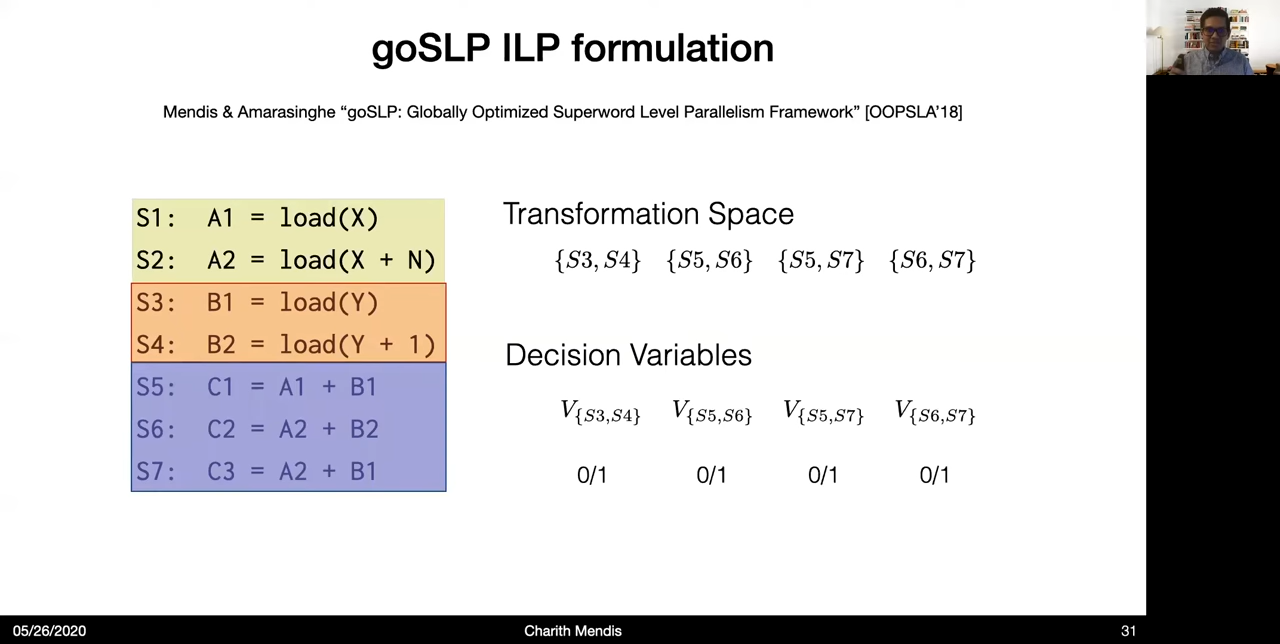 goSLP ILP formulation
Mendis & Amarasinghe “goSLP: Globally Optimized Superword Level Parallelism Framework” [OOPSLA’18]
S1: A1 = load(X)
S2: A2 = load(X + N)
S3: B1 = load(Y)
S4: B2 = load(Y + 1)
S5: C1 = A1 + B1
S6: C2 = A2 + B2
S7: C3 = A2 + B1
Transformation Space
{S3, S4} {S5, S6} {S5, S7} {S6, S7}
Decision Variables
V{S3,S4} V{S5,S6} V{S5,S7} V{S6,S7}
0/1 0/1 0/1 0/1
05/26/2020 Charith Mendis 31